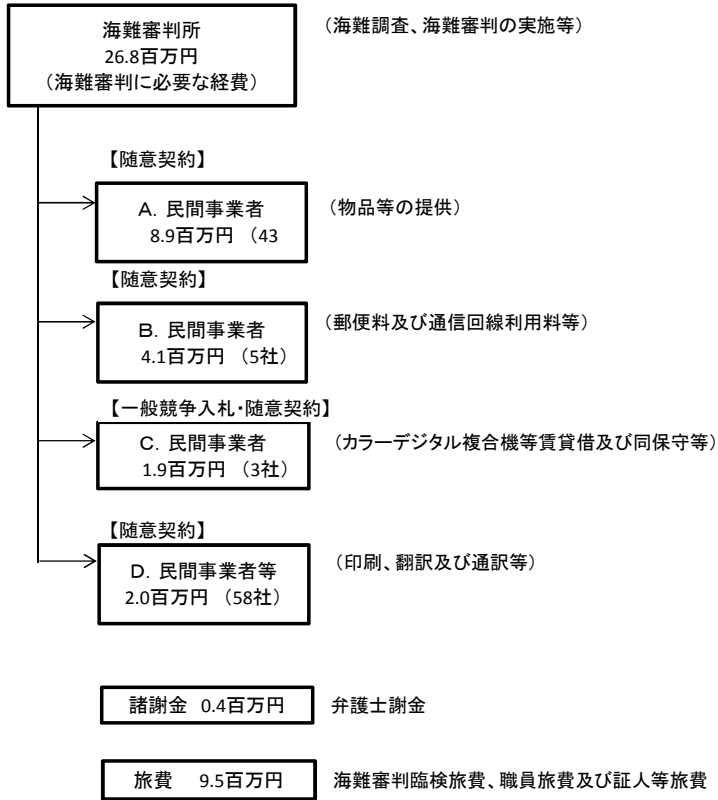 海難審判所
26.8百万円
(海難審判に必要な経費)
(海難調査、海難審判の実施等)
【随意契約】
A. 民間事業者
8.9百万円 (43
(物品等の提供)
【随意契約】
B. 民間事業者
4.1百万円 (5社)
(郵便料及び通信回線利用料等)
【一般競争入札・随意契約】
C. 民間事業者
1.9百万円 (3社)
(カラーデジタル複合機等賃貸借及び同保守等)
【随意契約】
D. 民間事業者等
2.0百万円 (58社)
(印刷、翻訳及び通訳等)
諸謝金 0.4百万円
弁護士謝金
旅費 9.5百万円
海難審判臨検旅費、職員旅費及び証人等旅費